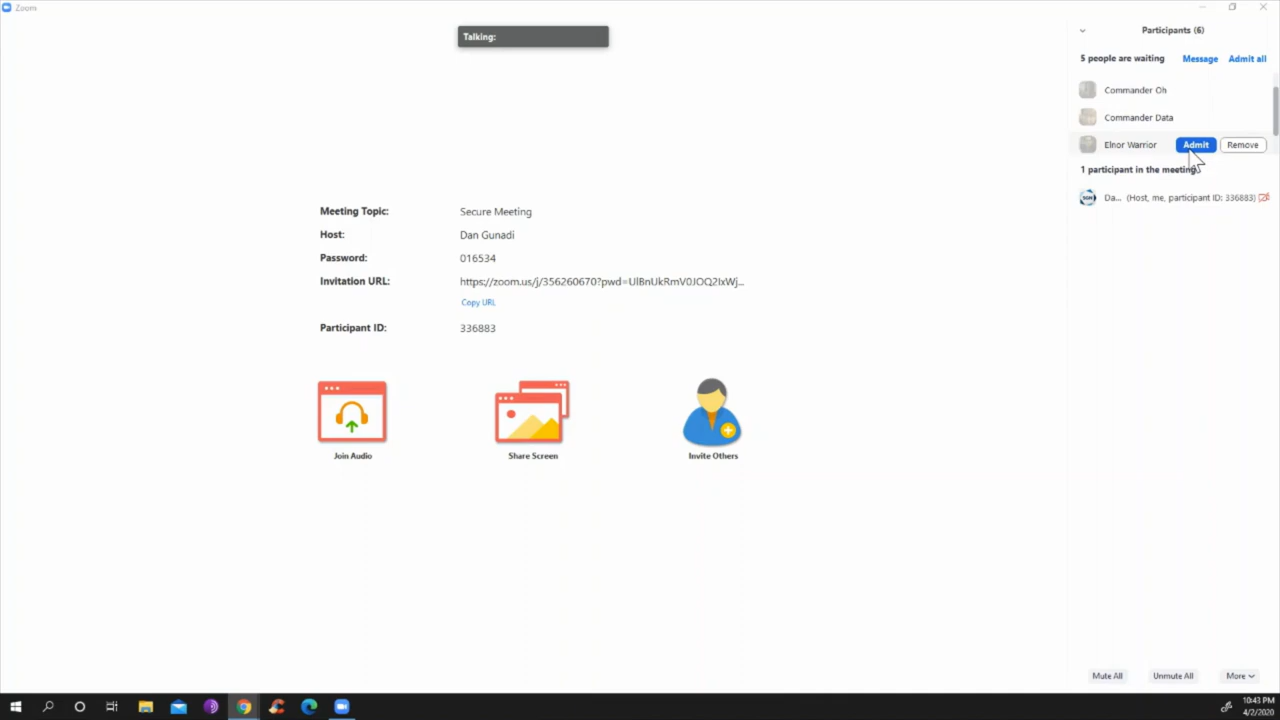 Zoom
Talking:
Participants (6)
5 people are waiting Message Admit all
Commander Oh
Commander Data
Elnor Warrior Admit Remove
1 participant in the meeting
Da... (Host, me, participant ID: 336883)
Meeting Topic: Secure Meeting
Host: Dan Gunadi
Password: 016534
Invitation URL: https://zoom.us/j/356260670?pwd=UlBnUkRmV0JOQ2IxWj...
Copy URL
Participant ID: 336883
Join Audio Share Screen Invite Others
Mute All Unmute All More
10:43 PM
4/2/2020